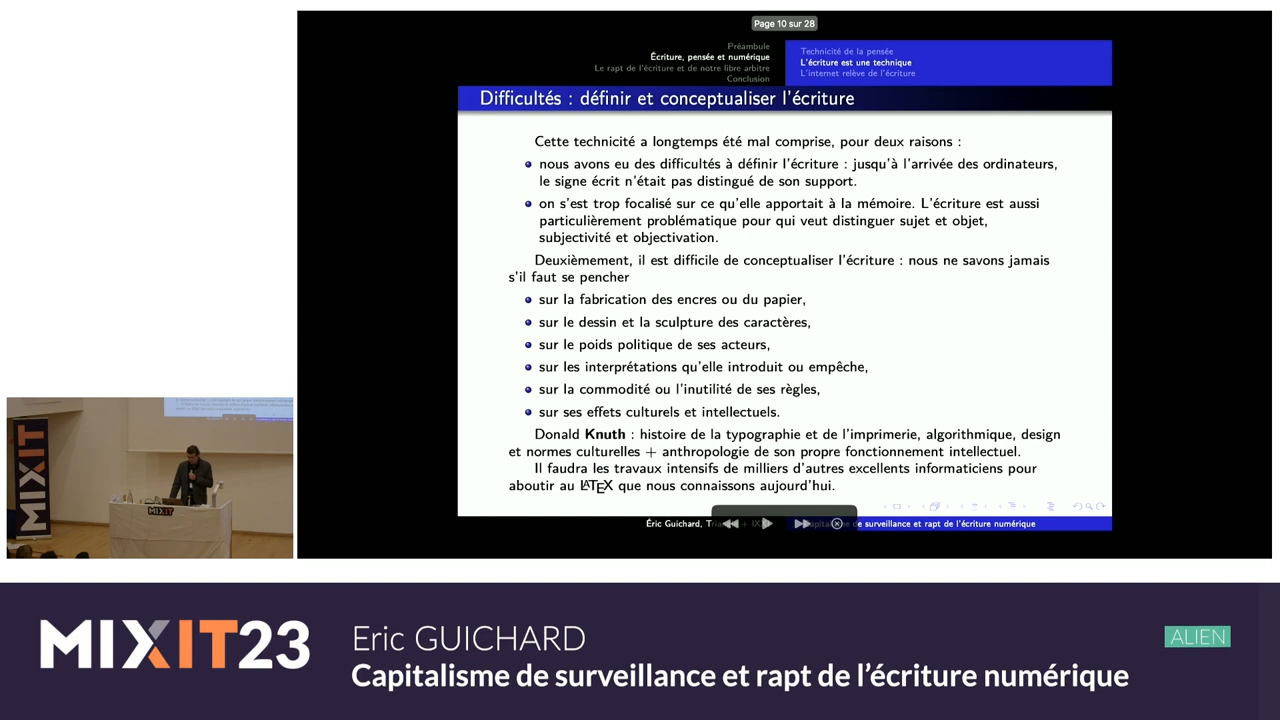 Page 10 sur 28
Préambule
Écriture, pensée et numérique
Le rapt de l'écriture et de notre libre arbitre
Conclusion
Technicité de la pensée
L'écriture est une technique
L'internet relève de l'écriture
Difficultés : définir et conceptualiser l'écriture
Cette technicité a longtemps été mal comprise, pour deux raisons :
nous avons eu des difficultés à définir l'écriture : jusqu'à l'arrivée des ordinateurs,
le signe écrit n'était pas distingué de son support.
on s'est trop focalisé sur ce qu'elle apportait à la mémoire. L'écriture est aussi
particulièrement problématique pour qui veut distinguer sujet et objet,
subjectivité et objectivation.
Deuxièmement, il est difficile de conceptualiser l'écriture : nous ne savons jamais
s'il faut se pencher
sur la fabrication des encres ou du papier,
sur le dessin et la sculpture des caractères,
sur le poids politique de ses acteurs,
sur les interprétations qu'elle introduit ou empêche,
sur la commodité ou l'inutilité de ses règles,
sur ses effets culturels et intellectuels.
Donald Knuth : histoire de la typographie et de l'imprimerie, algorithmique, design
et normes culturelles + anthropologie de son propre fonctionnement intellectuel.
Il faudra les travaux intensifs de milliers d'autres excellents informaticiens pour
aboutir au LATEX que nous connaissons aujourd'hui.
Éric Guichard, de surveillance et rapt de l'écriture numérique
MIXIT
MIXIT
MIXIT23
Eric GUICHARD
Capitalisme de surveillance et rapt de l'écriture numérique
ALIEN